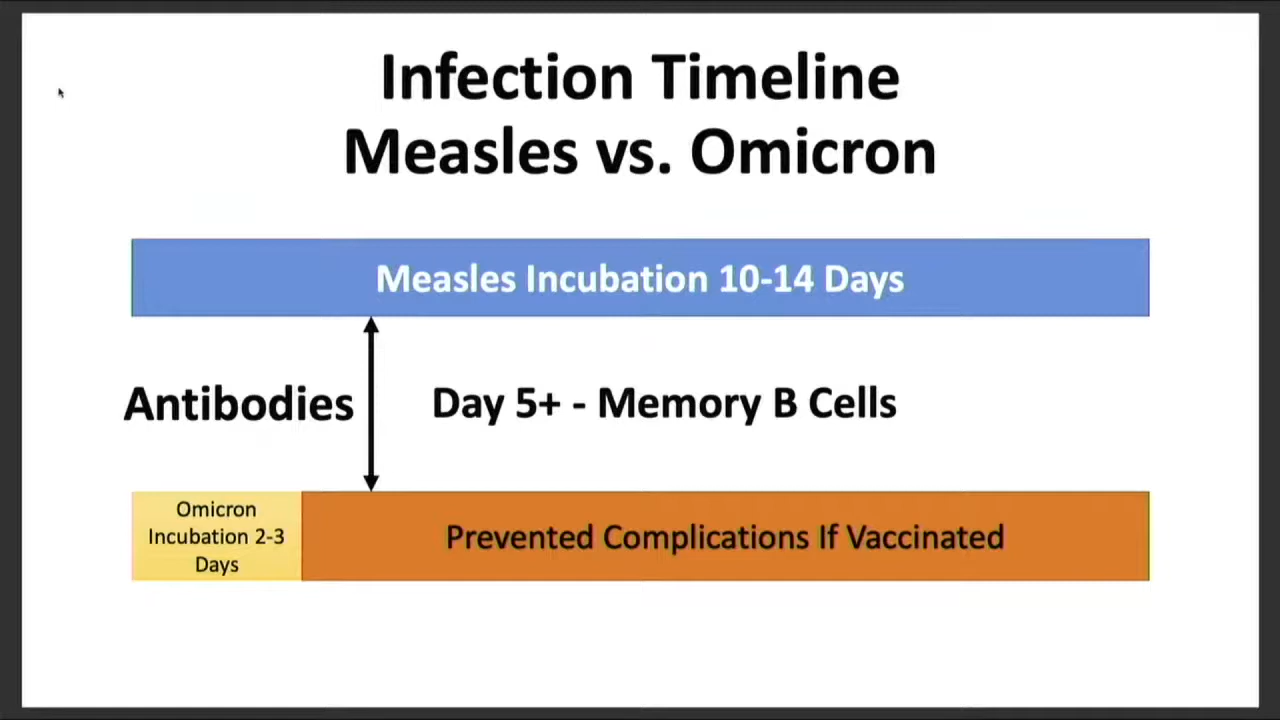 Infection Timeline
Measles vs. Omicron
Measles Incubation 10-14 Days
Antibodies
Day 5+ - Memory B Cells
Omicron
Incubation 2-3
Days
Prevented Complications If Vaccinated